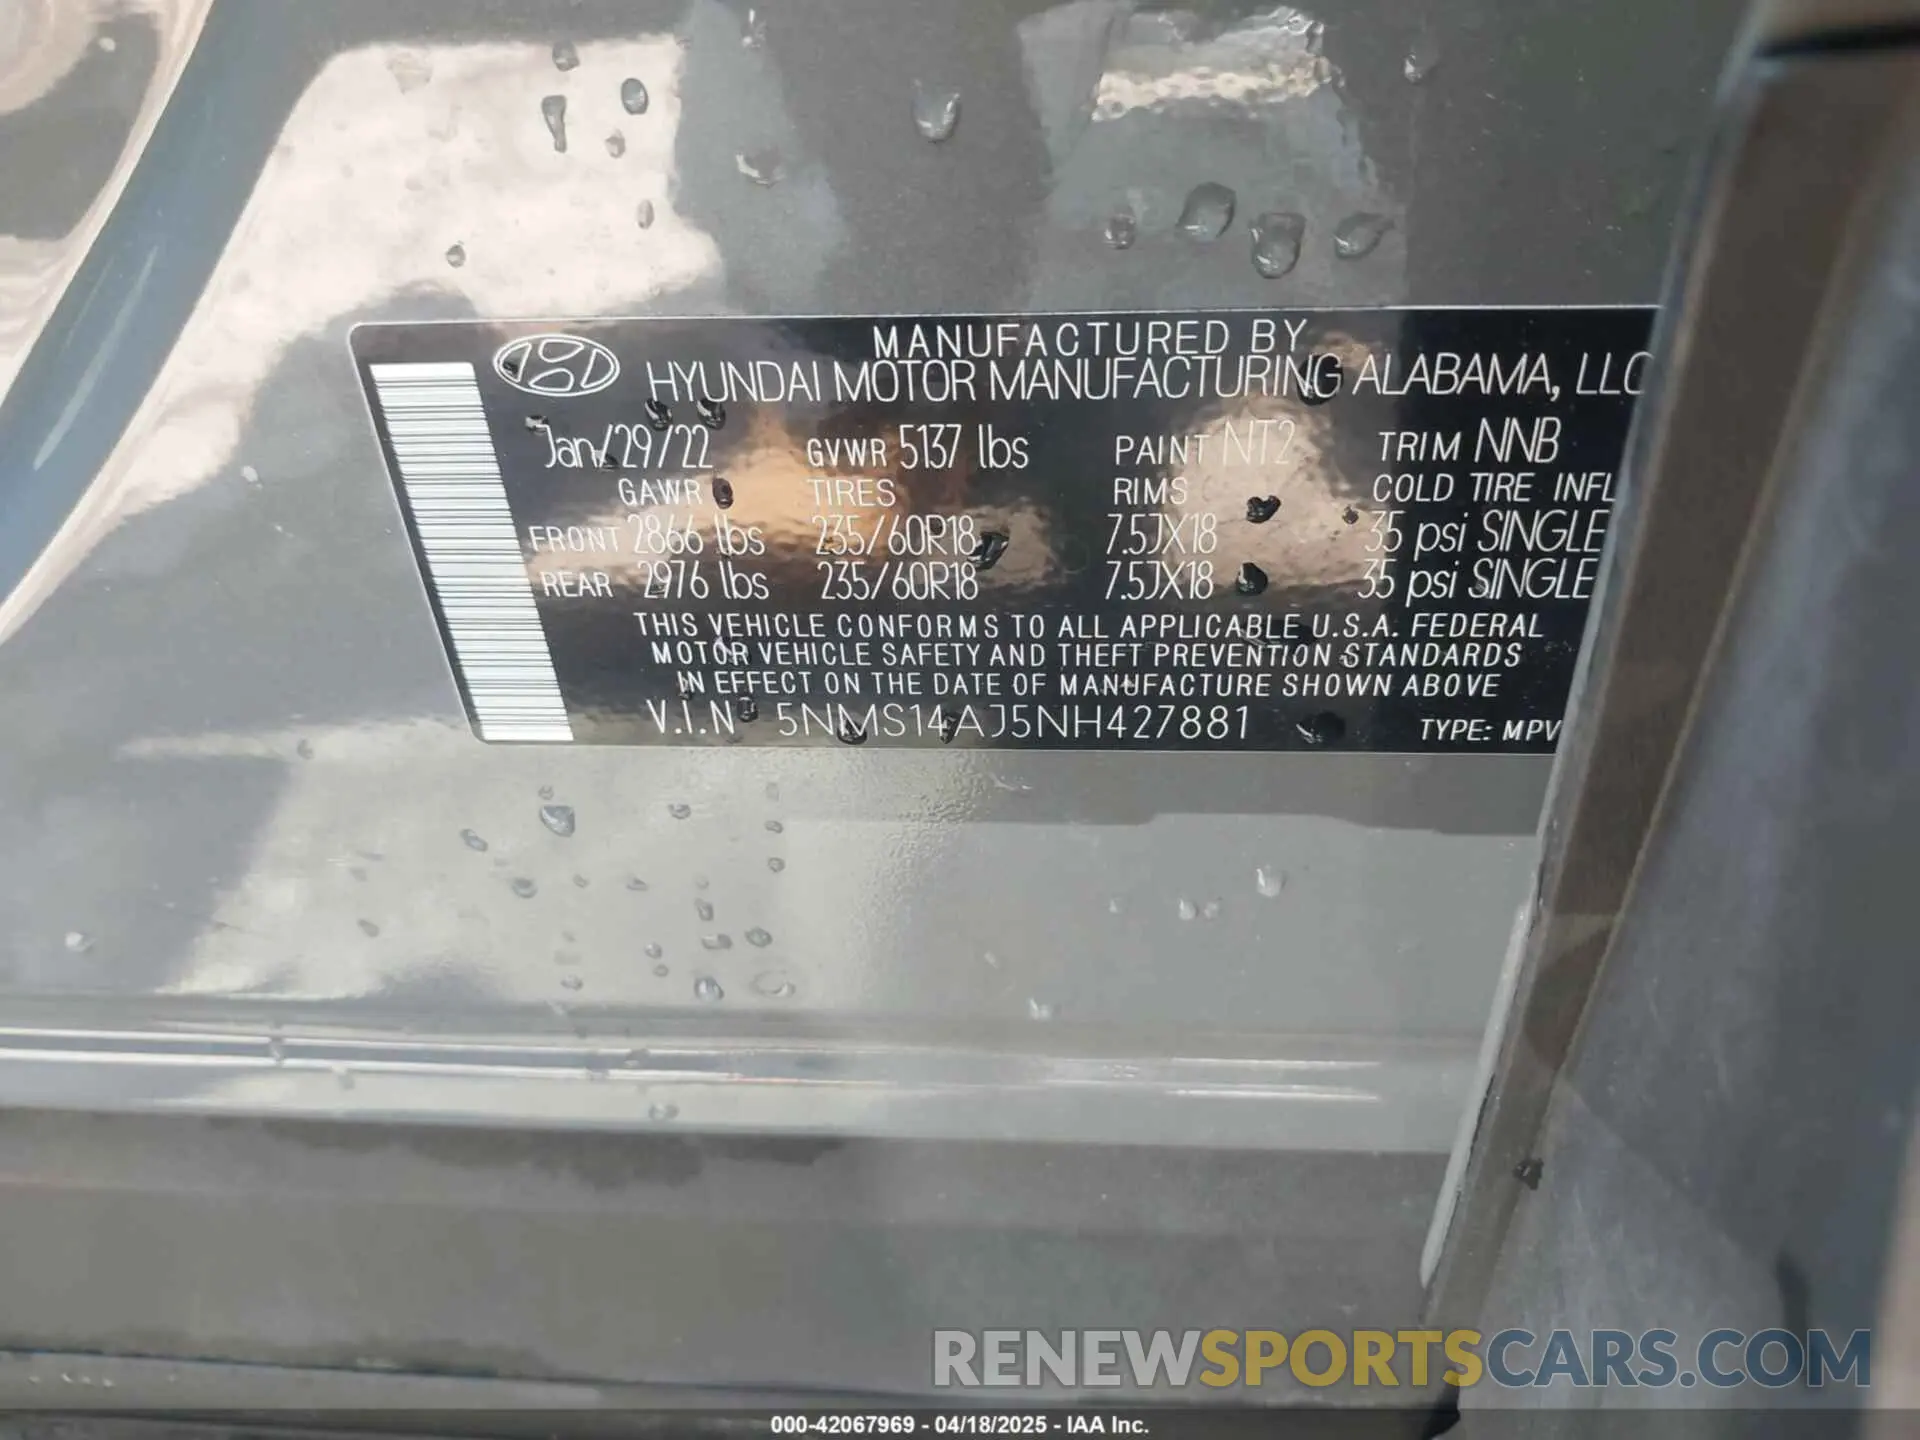 MANUFACTURED BY
HYUNDAI MOTOR MANUFACTURING ALABAMA, LLC
Jan/29/22 GVWR 5137 lbs PAINT NT2 TRIM NNB
GAWR TIRES RIMS COLD TIRE INFL
FRONT 2866 lbs 235/60R18 7.5JX18 35 psi SINGLE
REAR 2976 lbs 235/60R18 7.5JX18 35 psi SINGLE
THIS VEHICLE CONFORMS TO ALL APPLICABLE U.S.A. FEDERAL
MOTOR VEHICLE SAFETY AND THEFT PREVENTION STANDARDS
IN EFFECT ON THE DATE OF MANUFACTURE SHOWN ABOVE
V.I.N 5NMS14AJ5NH427881 TYPE: MPV
RENEWSPORTSCARS.COM
000-42067969 - 04/18/2025 - IAA Inc.